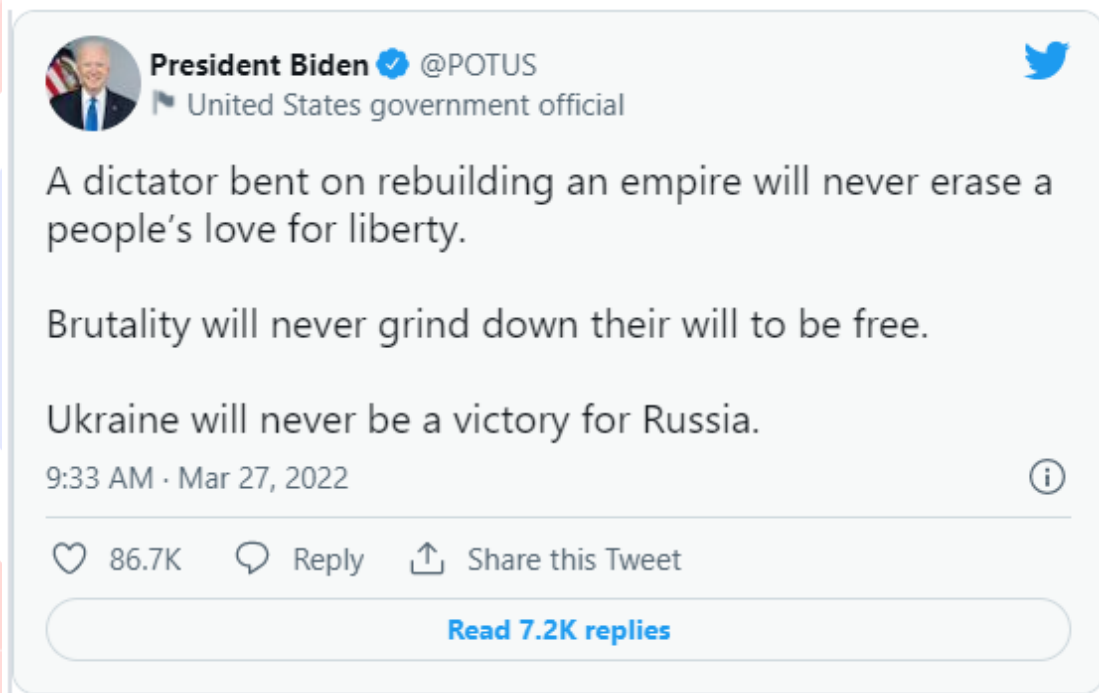 President Biden @POTUS
United States government official
A dictator bent on rebuilding an empire will never erase a
people’s love for liberty.
Brutality will never grind down their will to be free.
Ukraine will never be a victory for Russia.
9:33 AM · Mar 27, 2022
86.7K Reply Share this Tweet
Read 7.2K replies